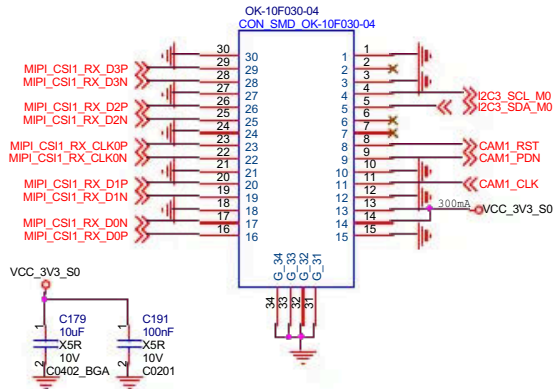 OK-10F030-04
CON_SMD_OK-10F030-04
30 30 1 1
MIPI_CSI1_RX_D3P 29 29 2 2
MIPI_CSI1_RX_D3N 28 28 3 3
27 27 4 4 I2C3_SCL_M0
MIPI_CSI1_RX_D2P 26 26 5 5 I2C3_SDA_M0
MIPI_CSI1_RX_D2N 25 25 6 6
24 24 7 7
MIPI_CSI1_RX_CLK0P 23 23 8 8 CAM1_RST
MIPI_CSI1_RX_CLK0N 22 22 9 9 CAM1_PDN
21 21 10 10
MIPI_CSI1_RX_D1P 20 20 11 11 CAM1_CLK
MIPI_CSI1_RX_D1N 19 19 12 12
18 18 13 13 300mA VCC_3V3_S0
MIPI_CSI1_RX_D0N 17 17 14 14
MIPI_CSI1_RX_D0P 16 16 15 15
G_34 G_33 G_32 G_31
34 33 32 31
VCC_3V3_S0
1 C179 1 C191
10uF 100nF
X5R X5R
10V 10V
2 C0402_BGA 2 C0201